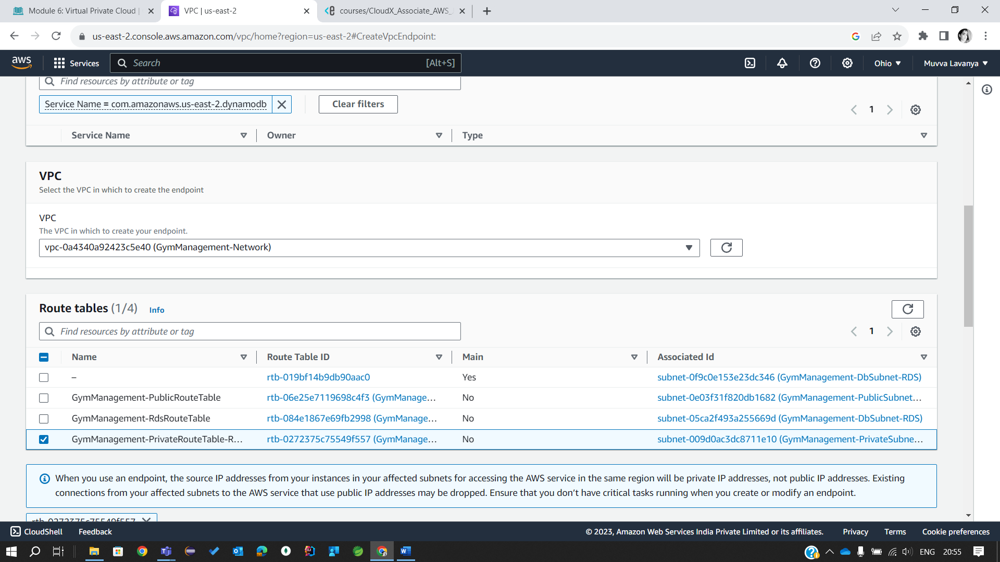 Module 6: Virtual Private Cloud |
VPC | us-east-2
courses/CloudX_Associate_AWS_
us-east-2.console.aws.amazon.com/vpc/home?region=us-east-2#CreateVpcEndpoint:
aws
Services
Search
[Alt+S]
Ohio
Muvva Lavanya
Find resources by attribute or tag
Service Name = com.amazonaws.us-east-2.dynamodb
Clear filters
1
Service Name
Owner
Type
VPC
Select the VPC in which to create the endpoint
VPC
The VPC in which to create your endpoint.
vpc-0a4340a92423c5e40 (GymManagement-Network)
Route tables (1/4) Info
Find resources by attribute or tag
1
Name Route Table ID Main Associated Id
– rtb-019bf14b9db90aac0 Yes subnet-0f9c0e153e23dc346 (GymManagement-DbSubnet-RDS)
GymManagement-PublicRouteTable rtb-06e25e7119698c4f3 (GymManage... No subnet-0e03f31f820db1682 (GymManagement-PublicSubnet...
GymManagement-RdsRouteTable rtb-084e1867e69fb2998 (GymManage... No subnet-05ca2f493a255669d (GymManagement-DbSubnet-RDS)
GymManagement-PrivateRouteTable-R... rtb-0272375c75549f557 (GymManage... No subnet-009d0ac3dc8711e10 (GymManagement-PrivateSubne...
When you use an endpoint, the source IP addresses from your instances in your affected subnets for accessing the AWS service in the same region will be private IP addresses, not public IP addresses. Existing
connections from your affected subnets to the AWS service that use public IP addresses may be dropped. Ensure that you don't have critical tasks running when you create or modify an endpoint.
rtb-0272375c75549f557
CloudShell
Feedback
© 2023, Amazon Web Services India Private Limited or its affiliates.
Privacy
Terms
Cookie preferences
ENG
20:55